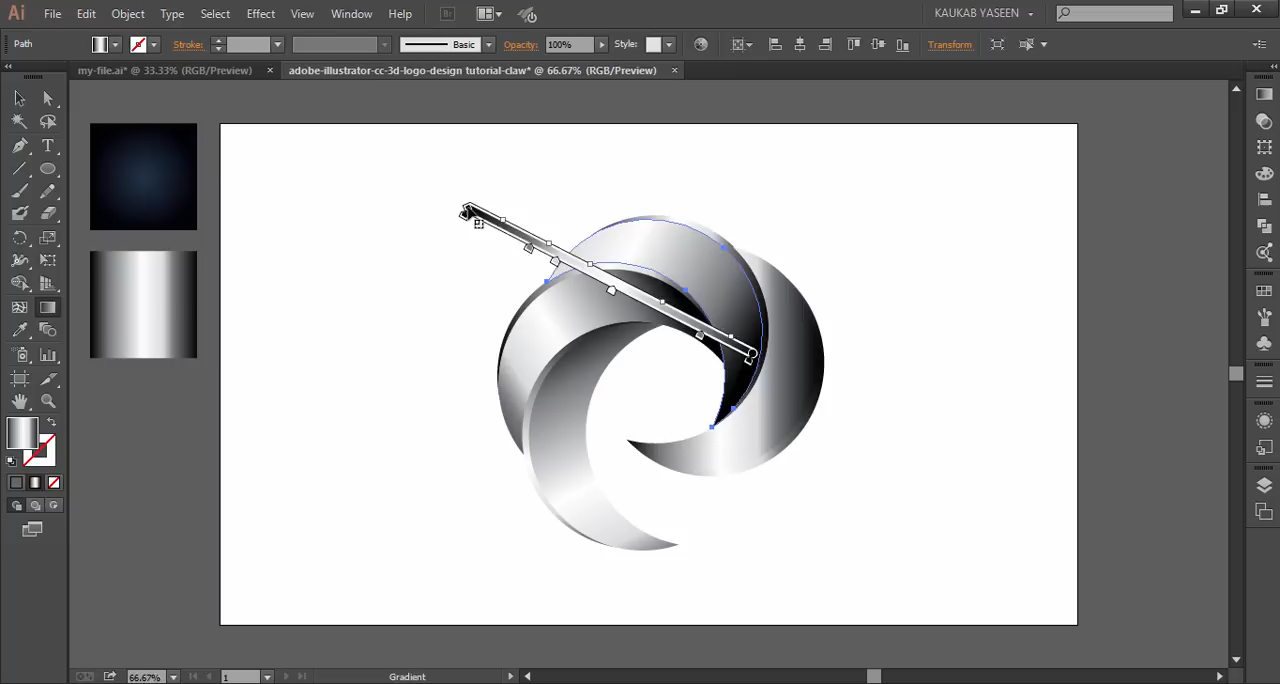 Ai File Edit Object Type Select Effect View Window Help Br KAUKAB YASEEN
Path Stroke: Basic Opacity: 100% Style: Transform
my-file.ai* @ 33.33% (RGB/Preview) × adobe-illustrator-cc-3d-logo-design tutorial-claw* @ 66.67% (RGB/Preview) ×
T
66.67% 1 Gradient